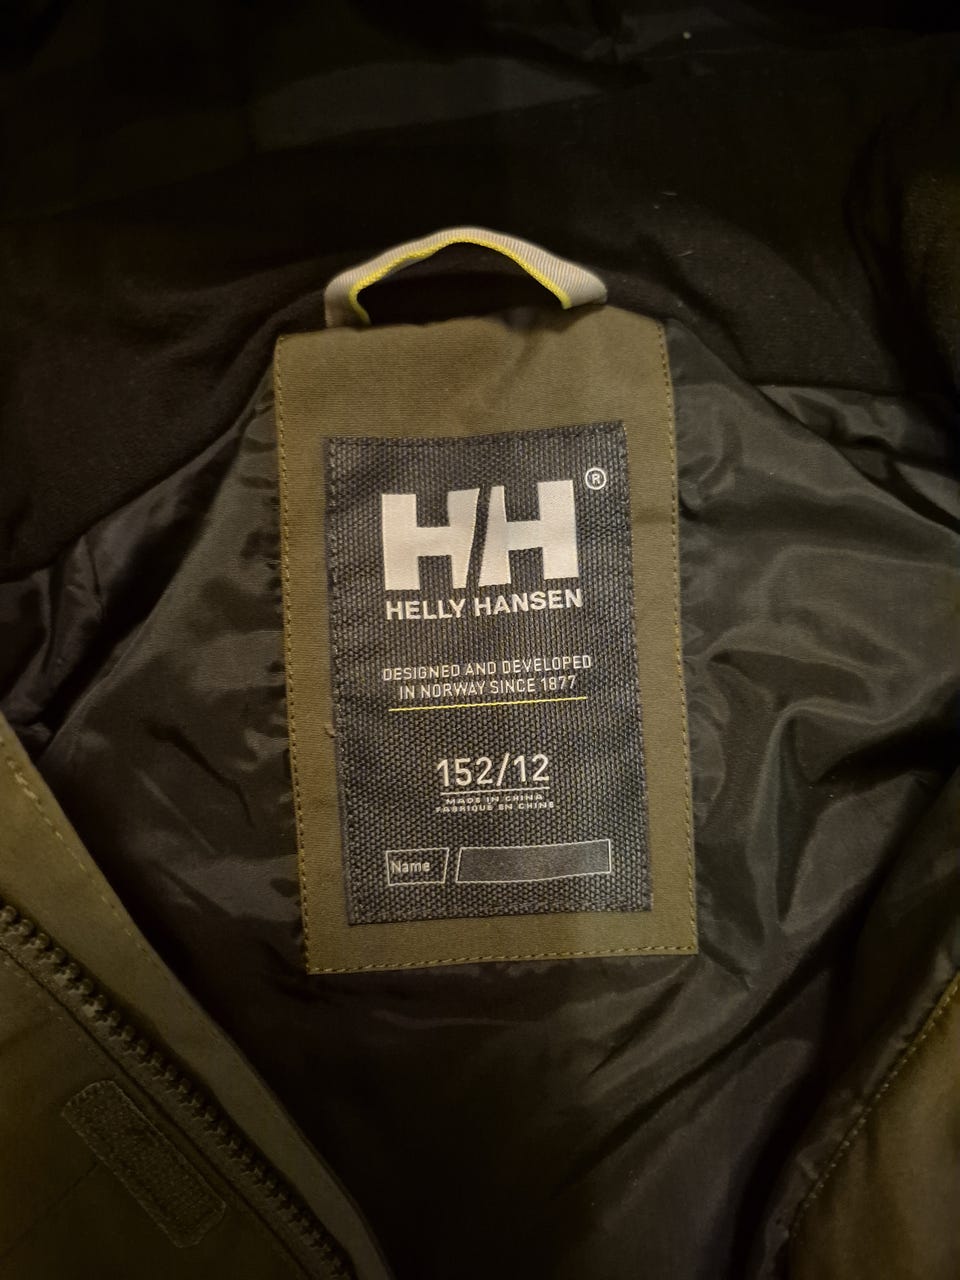 HH®
HELLY HANSEN
DESIGNED AND DEVELOPED
IN NORWAY SINCE 1877
152/12
MADE IN CHINA
FABRIQUE EN CHINE
Name